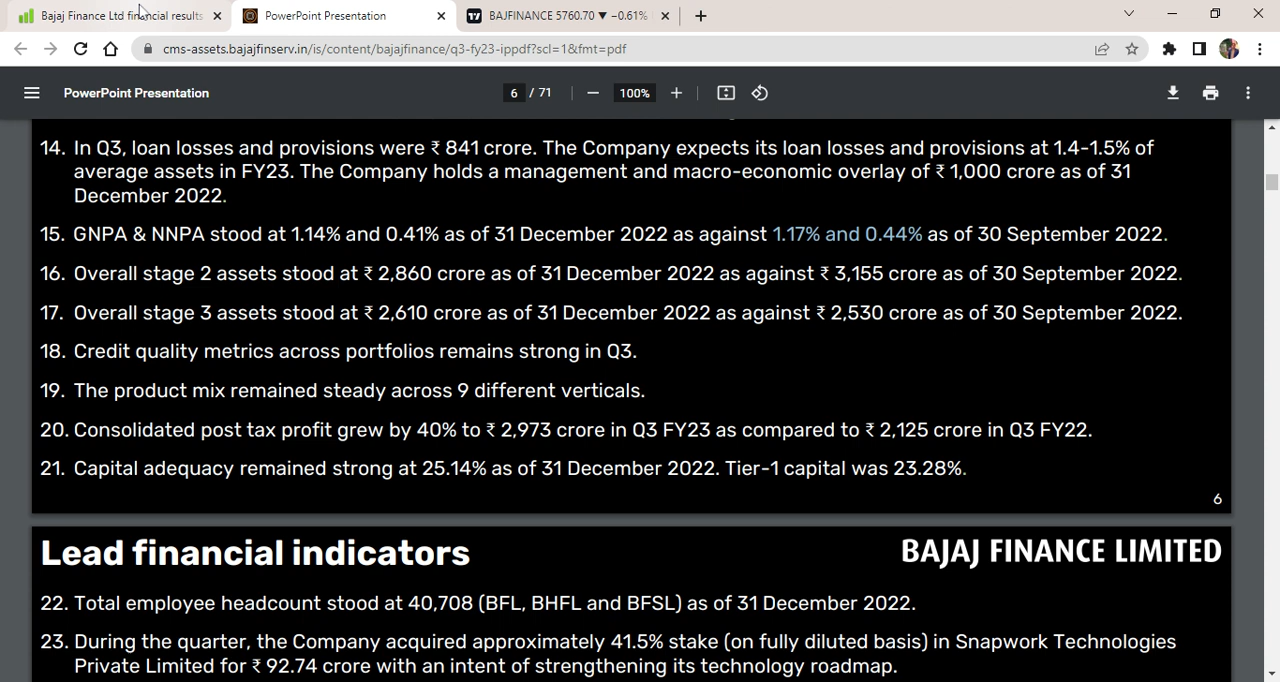 Bajaj Finance Ltd financial results
PowerPoint Presentation
BAJFINANCE 5760.70 ▼ −0.61%
cms-assets.bajajfinserv.in/is/content/bajajfinance/q3-fy23-ippdf?scl=1&fmt=pdf
PowerPoint Presentation
6 / 71
100%
14. In Q3, loan losses and provisions were ₹ 841 crore. The Company expects its loan losses and provisions at 1.4-1.5% of
average assets in FY23. The Company holds a management and macro-economic overlay of ₹ 1,000 crore as of 31
December 2022.
15. GNPA & NNPA stood at 1.14% and 0.41% as of 31 December 2022 as against 1.17% and 0.44% as of 30 September 2022.
16. Overall stage 2 assets stood at ₹ 2,860 crore as of 31 December 2022 as against ₹ 3,155 crore as of 30 September 2022.
17. Overall stage 3 assets stood at ₹ 2,610 crore as of 31 December 2022 as against ₹ 2,530 crore as of 30 September 2022.
18. Credit quality metrics across portfolios remains strong in Q3.
19. The product mix remained steady across 9 different verticals.
20. Consolidated post tax profit grew by 40% to ₹ 2,973 crore in Q3 FY23 as compared to ₹ 2,125 crore in Q3 FY22.
21. Capital adequacy remained strong at 25.14% as of 31 December 2022. Tier-1 capital was 23.28%.
6
Lead financial indicators
BAJAJ FINANCE LIMITED
22. Total employee headcount stood at 40,708 (BFL, BHFL and BFSL) as of 31 December 2022.
23. During the quarter, the Company acquired approximately 41.5% stake (on fully diluted basis) in Snapwork Technologies
Private Limited for ₹ 92.74 crore with an intent of strengthening its technology roadmap.